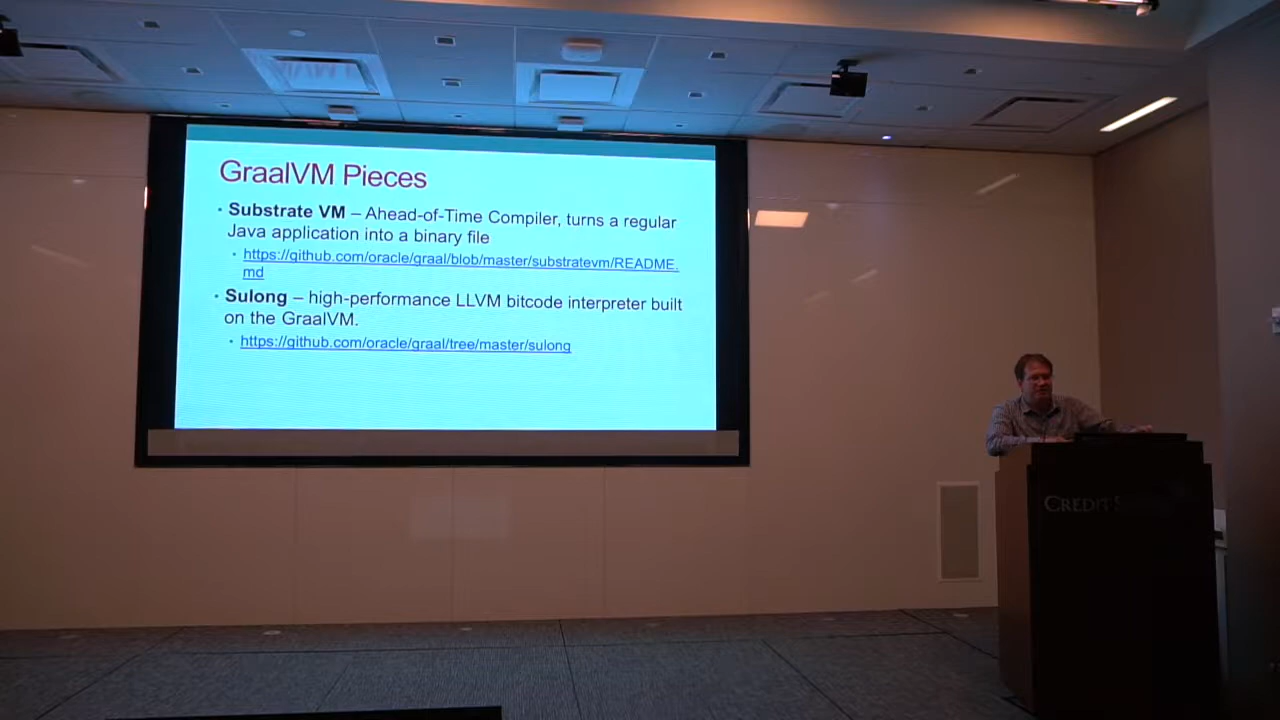 GraalVM Pieces
• Substrate VM – Ahead-of-Time Compiler, turns a regular
Java application into a binary file
• https://github.com/oracle/graal/blob/master/substratevm/README.
md
• Sulong – high-performance LLVM bitcode interpreter built
on the GraalVM.
• https://github.com/oracle/graal/tree/master/sulong
CREDIT